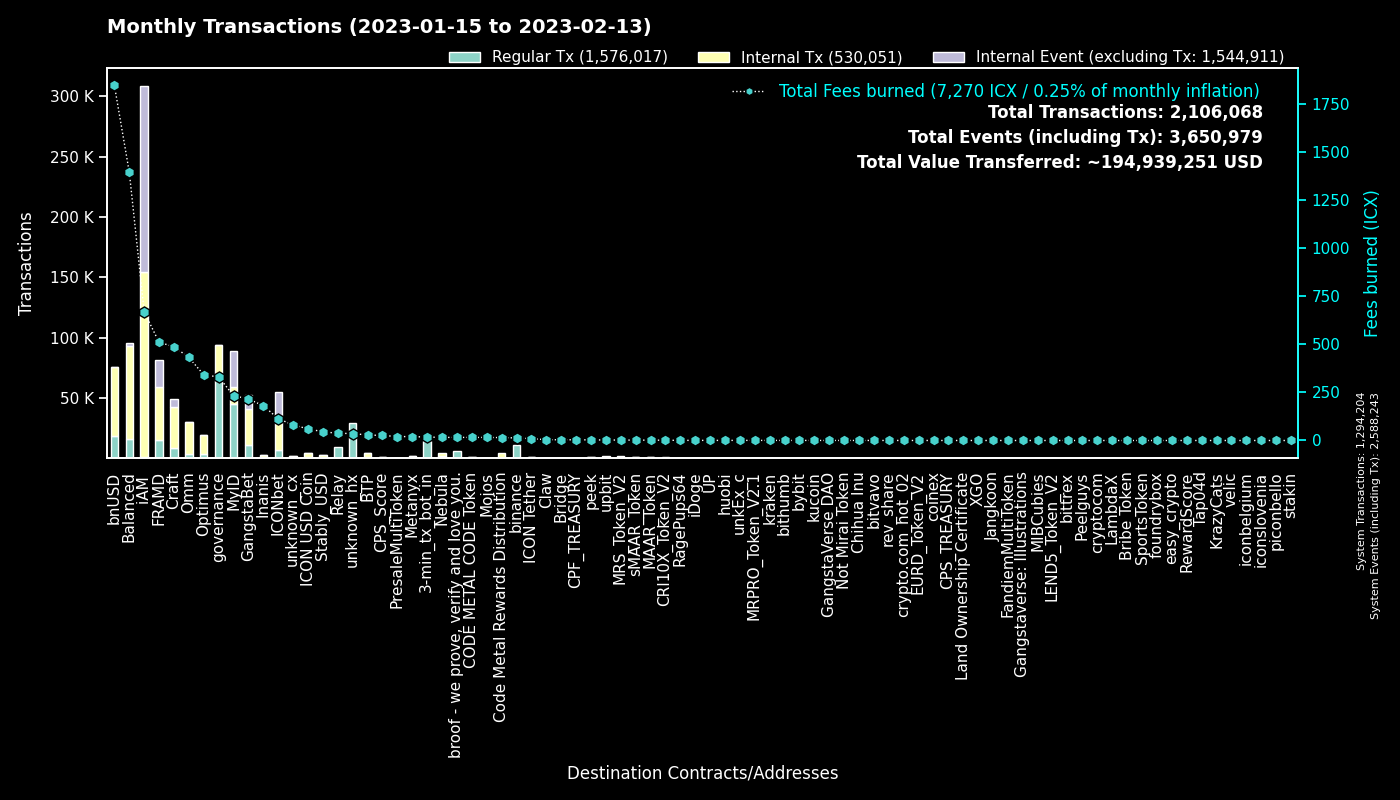 Monthly Transactions (2023-01-15 to 2023-02-13)
Regular Tx (1,576,017)
Internal Tx (530,051)
Internal Event (excluding Tx: 1,544,911)
Total Fees burned (7,270 ICX / 0.25% of monthly inflation)
Total Transactions: 2,106,068
Total Events (including Tx): 3,650,979
Total Value Transferred: ~194,939,251 USD
Transactions
300 K
250 K
200 K
150 K
100 K
50 K
1750
1500
1250
1000
750
500
250
0
Fees burned (ICX)
System Transactions: 1,294,204
System Events (including Tx): 2,588,243
bnUSD
Balanced
IAM
FRAMD
Craft
Omm
Optimus
governance
MyID
GangstaBet
Inanis
ICONbet
unknown_cx
ICON USD Coin
Stably_USD
Relay
unknown_hx
BTP
CPS_Score
PresaleMultiToken
Metanyx
3-min_tx_bot_in
Nebula
broof - we prove, verify and love you.
CODE METAL CODE Token
Mojos
Code Metal Rewards Distribution
binance
ICON Tether
Claw
Bridge
CPF_TREASURY
peek
upbit
MRS_Token_V2
sMAAR_Token
MAAR_Token
CRI10X_Token_V2
RagePups64
iDoge
UP
huobi
unkEx_c
MRPRO_Token_V2.1
kraken
bithumb
bybit
kucoin
GangstaVerse DAO
Not Mirai Token
Chihua Inu
bitvavo
rev_share
crypto.com_hot_02
EURD_Token_V2
coinex
CPS_TREASURY
Land Ownership Certificate
XGO
Jangkoon
FandiemMultiToken
Gangstaverse: Illustrations
MIBCuties
LEND5_Token_V2
bittrex
Peelguys
cryptocom
LambdaX
Bribe Token
SportsToken
foundrybox
easy_crypto
RewardsScore
Tap04d
KrazyCats
yelic
iconbelgium
iconslovenia
piconbello
stakin
Destination Contracts/Addresses